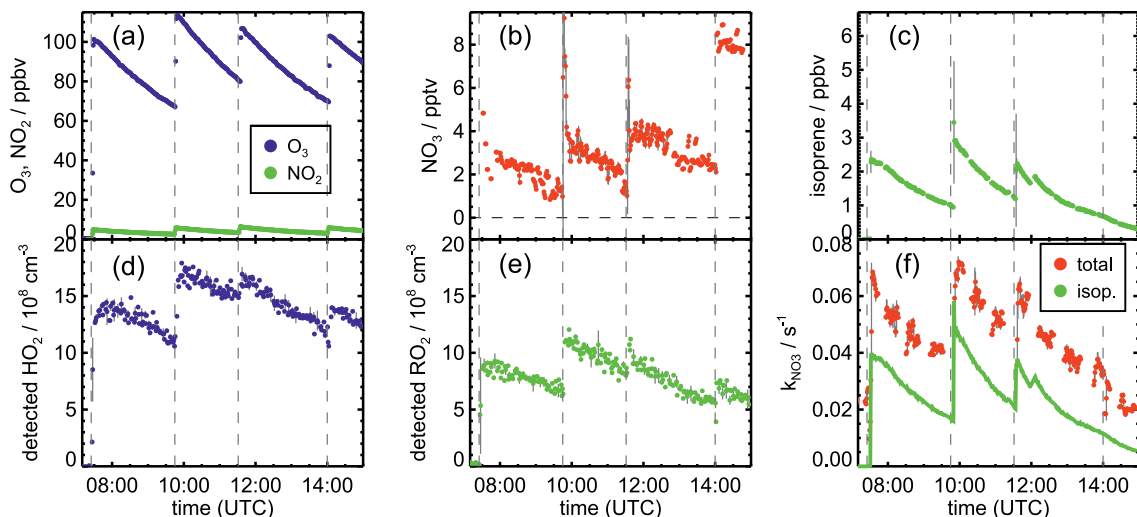 (a)
O3, NO2 / ppbv
100
80
60
40
20
0
O3
NO2
(b)
NO3 / pptv
8
6
4
2
0
(c)
isoprene / ppbv
6
5
4
3
2
1
0
(d)
detected HO2 / 10^8 cm^-3
20
15
10
5
0
08:00 10:00 12:00 14:00
time (UTC)
(e)
detected RO2 / 10^8 cm^-3
20
15
10
5
0
08:00 10:00 12:00 14:00
time (UTC)
(f)
total
isop.
kNO3 / s^-1
0.08
0.06
0.04
0.02
0.00
08:00 10:00 12:00 14:00
time (UTC)